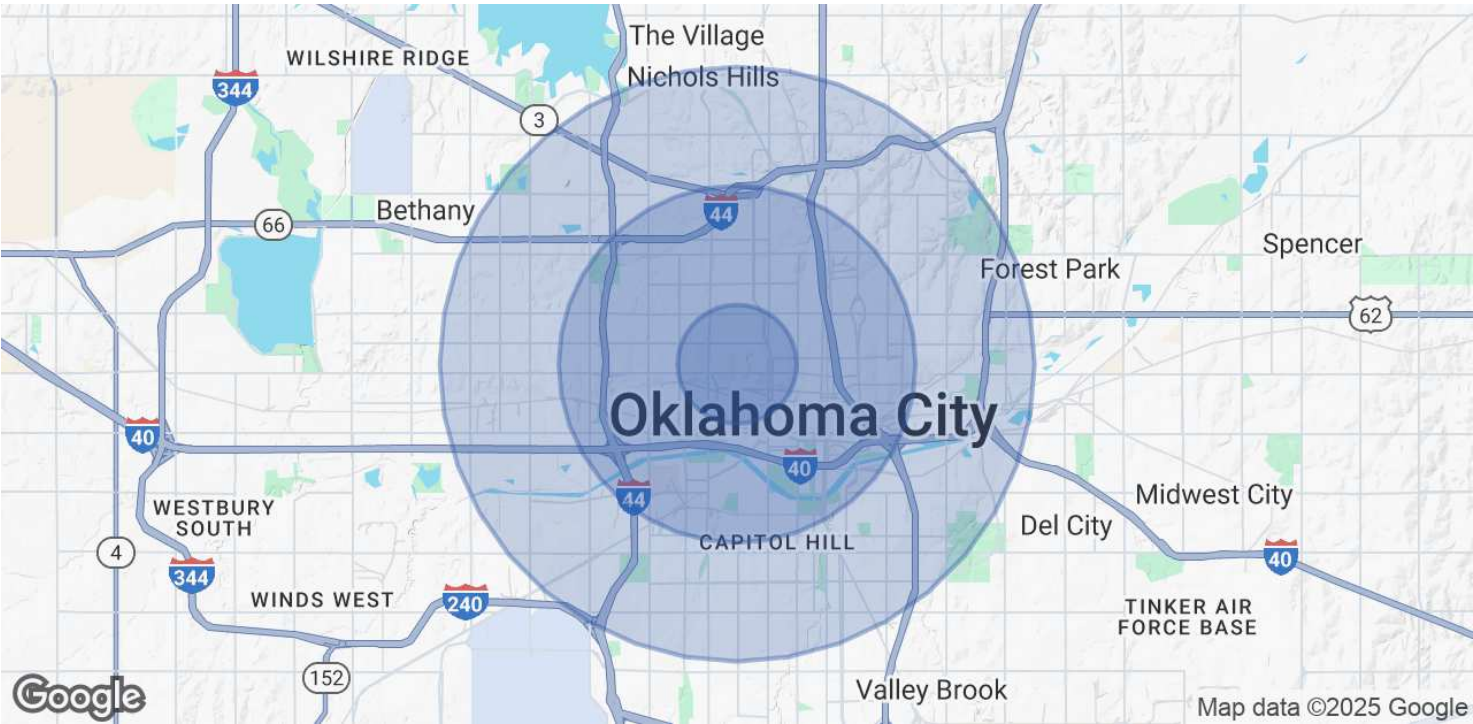 The Village
WILSHIRE RIDGE
Nichols Hills
344
3
Bethany
66
44
Spencer
Forest Park
62
Oklahoma City
40
40
44
WESTBURY
SOUTH
Midwest City
Del City
CAPITOL HILL
4
40
344
WINDS WEST
240
TINKER AIR
FORCE BASE
152
Valley Brook
Google
Map data ©2025 Google